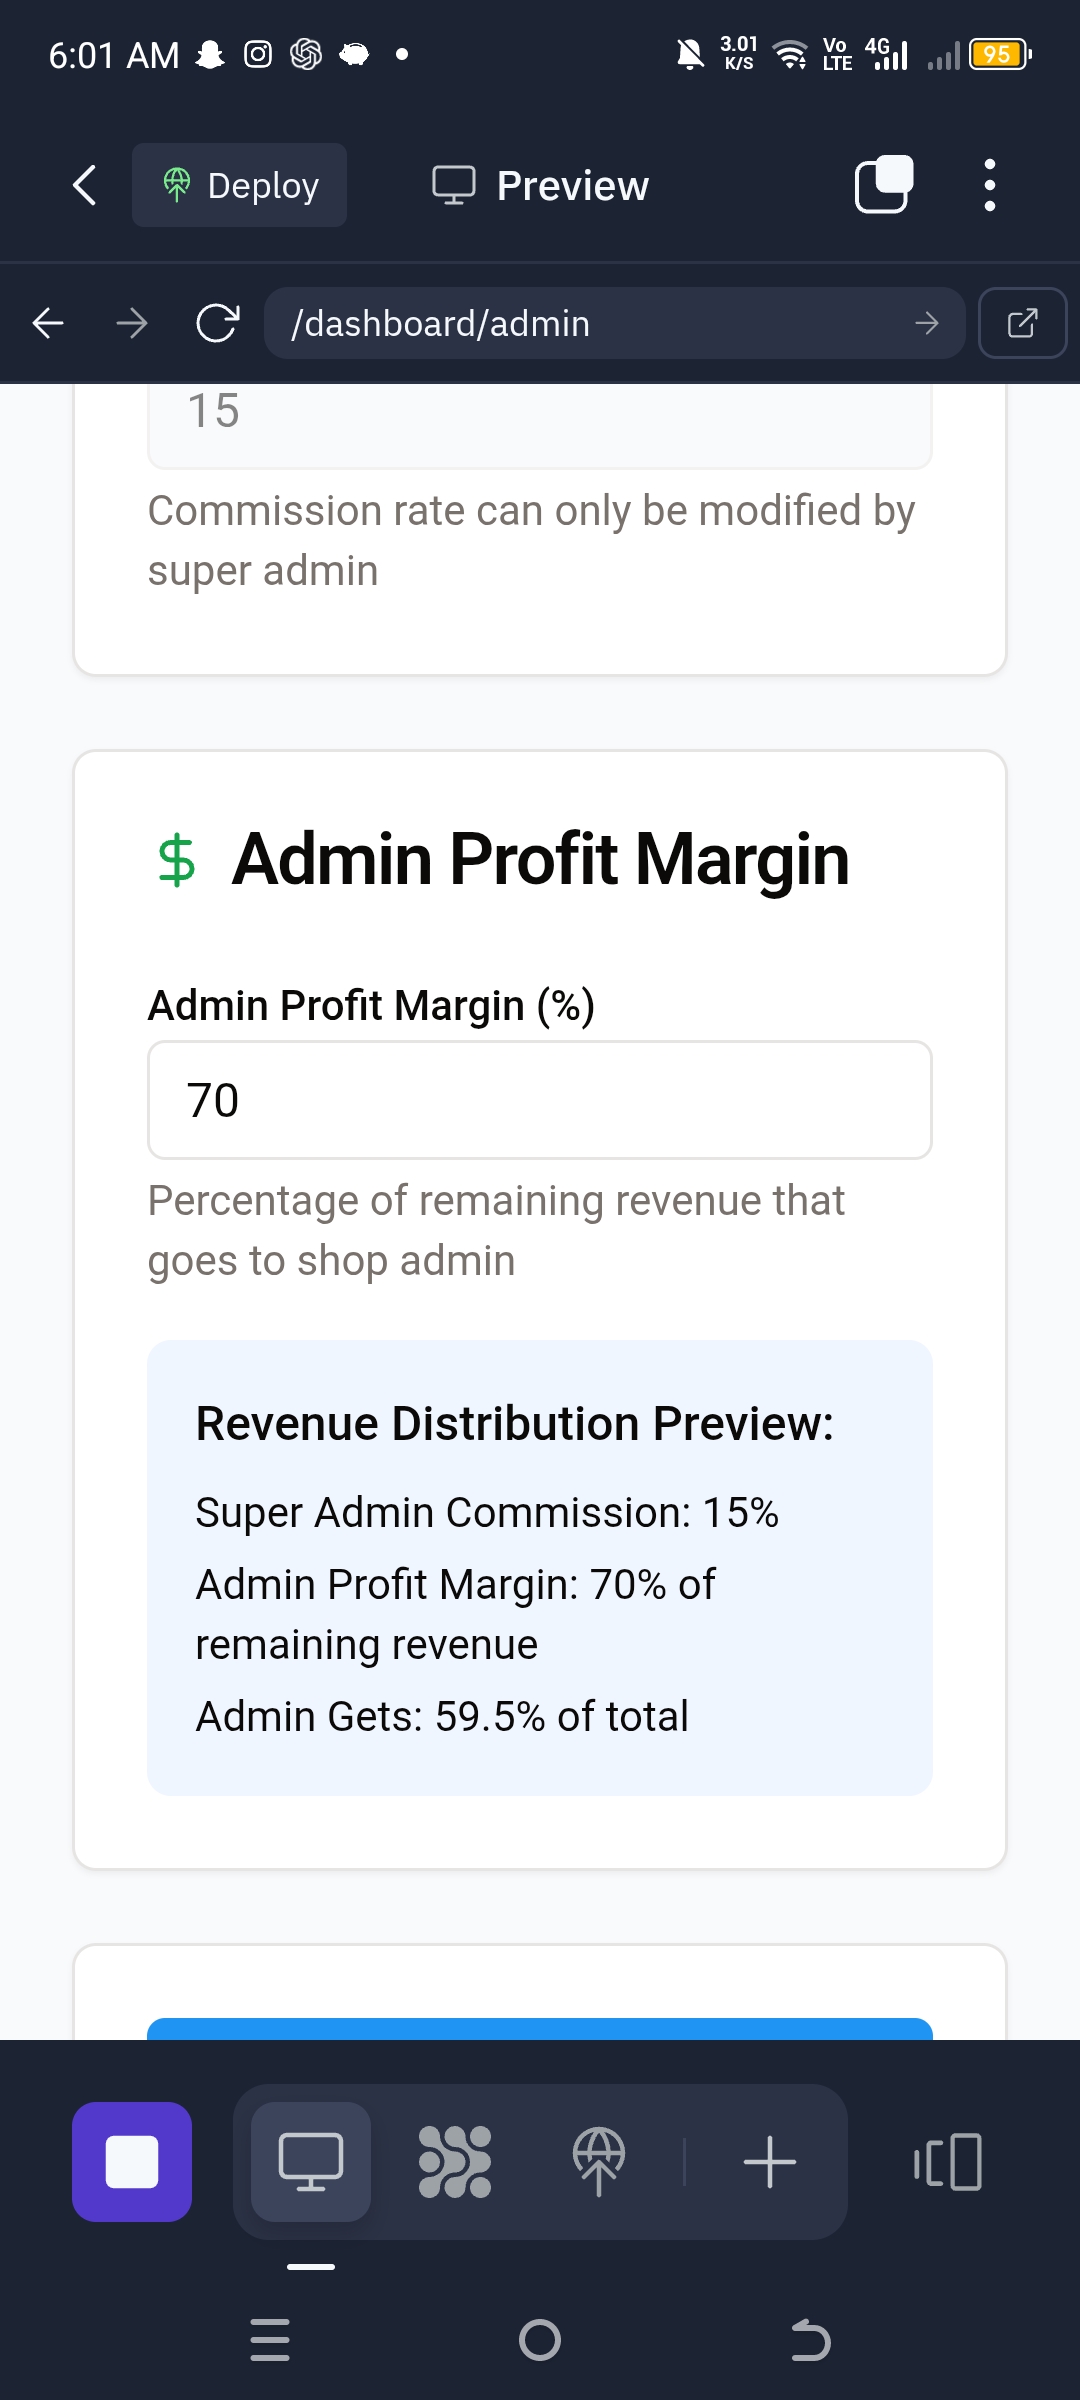 6:01 AM
3.01
K/S
Vo
LTE
4G
95
Deploy
Preview
/dashboard/admin
15
Commission rate can only be modified by
super admin
$ Admin Profit Margin
Admin Profit Margin (%)
70
Percentage of remaining revenue that
goes to shop admin
Revenue Distribution Preview:
Super Admin Commission: 15%
Admin Profit Margin: 70% of
remaining revenue
Admin Gets: 59.5% of total